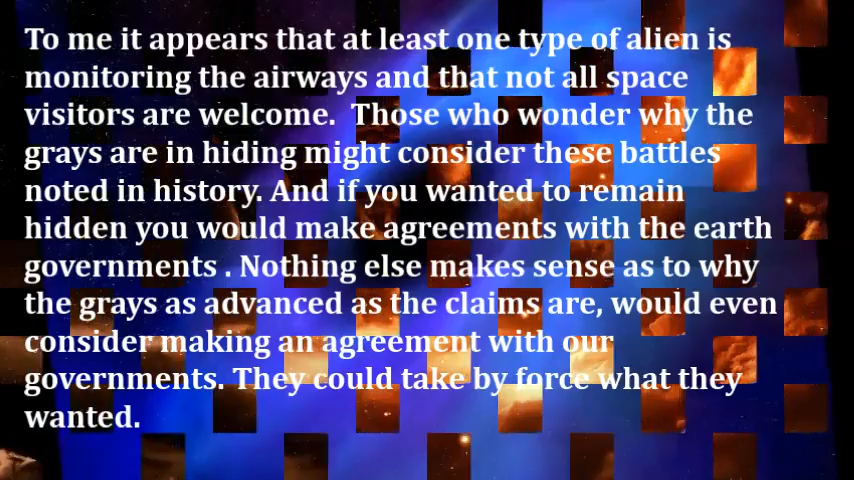 To me it appears that at least one type of alien is
monitoring the airways and that not all space
visitors are welcome.  Those who wonder why the
grays are in hiding might consider these battles
noted in history. And if you wanted to remain
hidden you would make agreements with the earth
governments . Nothing else makes sense as to why
the grays as advanced as the claims are, would even
consider making an agreement with our
governments. They could take by force what they
wanted.